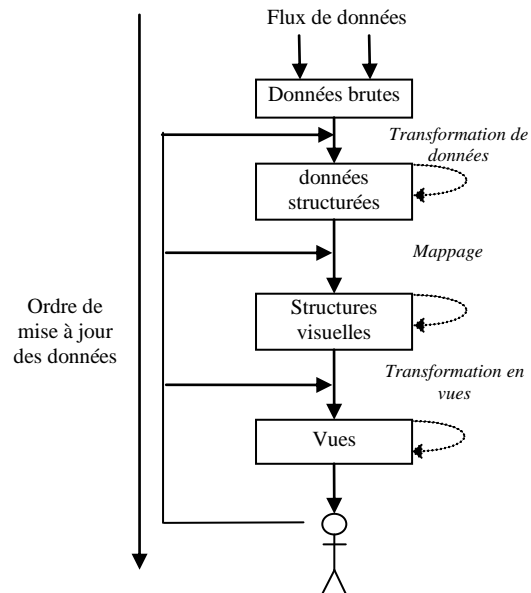 Flux de données
Données brutes
Transformation de
données
données
structurées
Mappage
Ordre de
mise à jour
des données
Structures
visuelles
Transformation en
vues
Vues